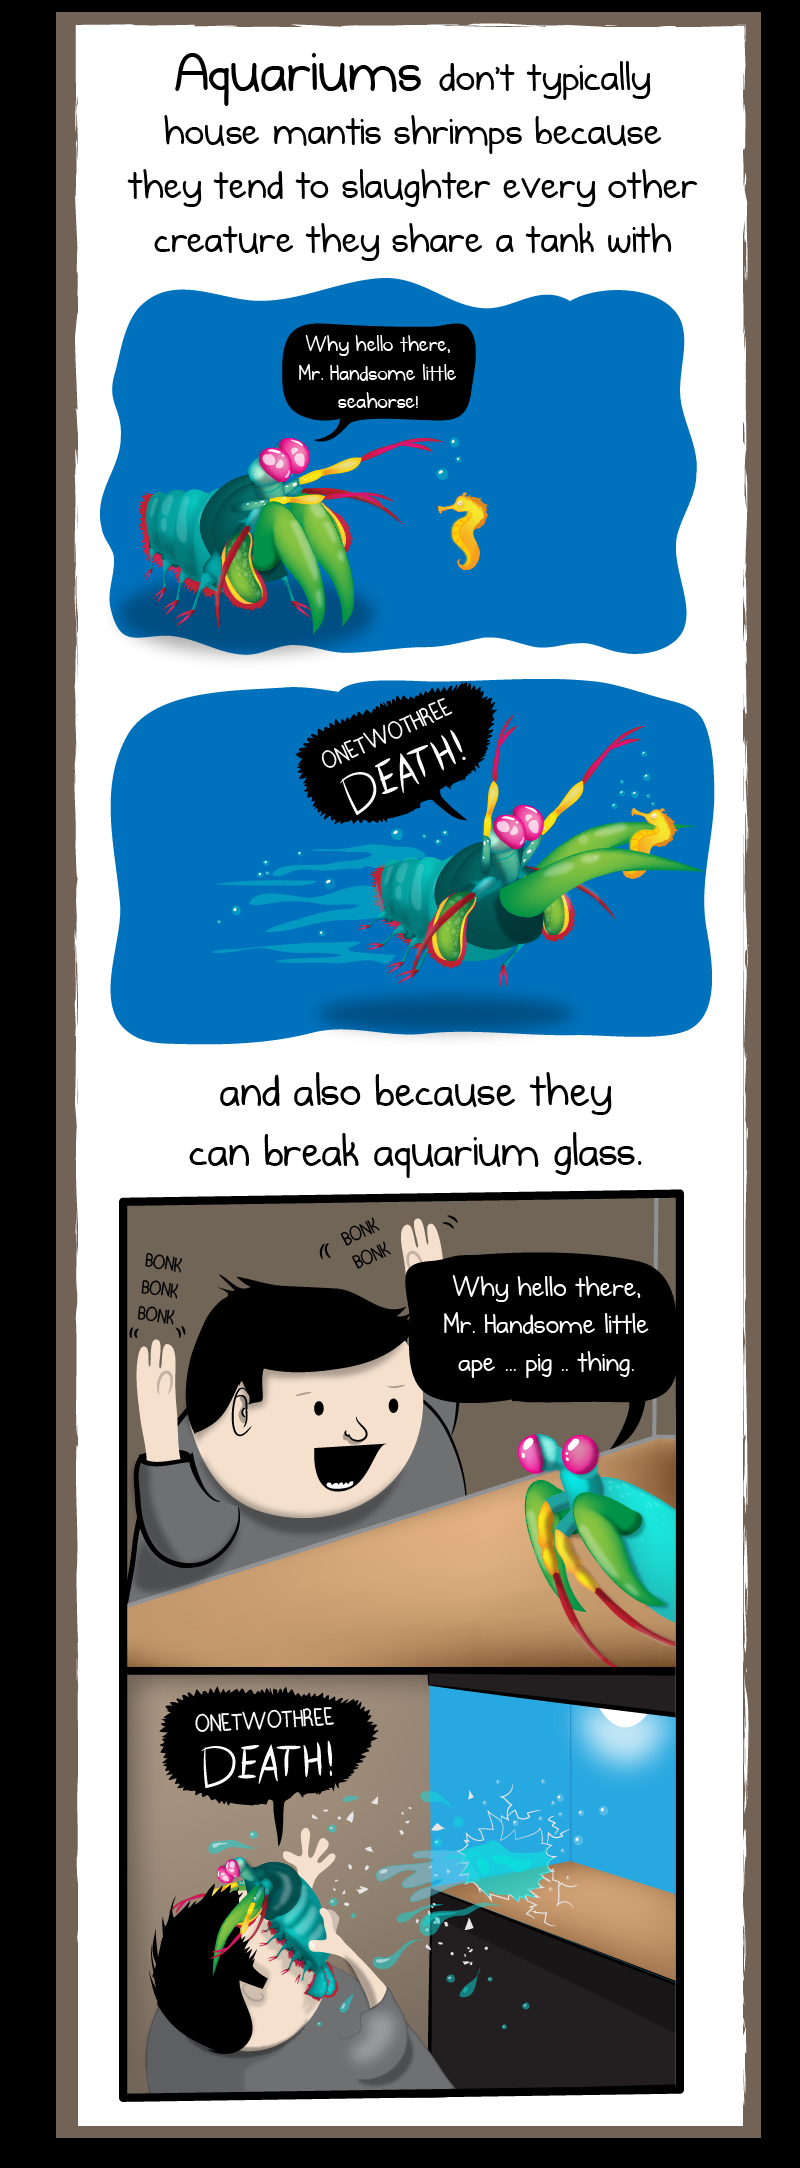 Aquariums don't typically
house mantis shrimps because
they tend to slaughter every other
creature they share a tank with
Why hello there,
Mr. Handsome little
seahorse!
ONETWOTHREE
DEATH!
and also because they
can break aquarium glass.
BONK
BONK
BONK
BONK
BONK
Why hello there,
Mr. Handsome little
ape ... pig .. thing.
ONETWOTHREE
DEATH!